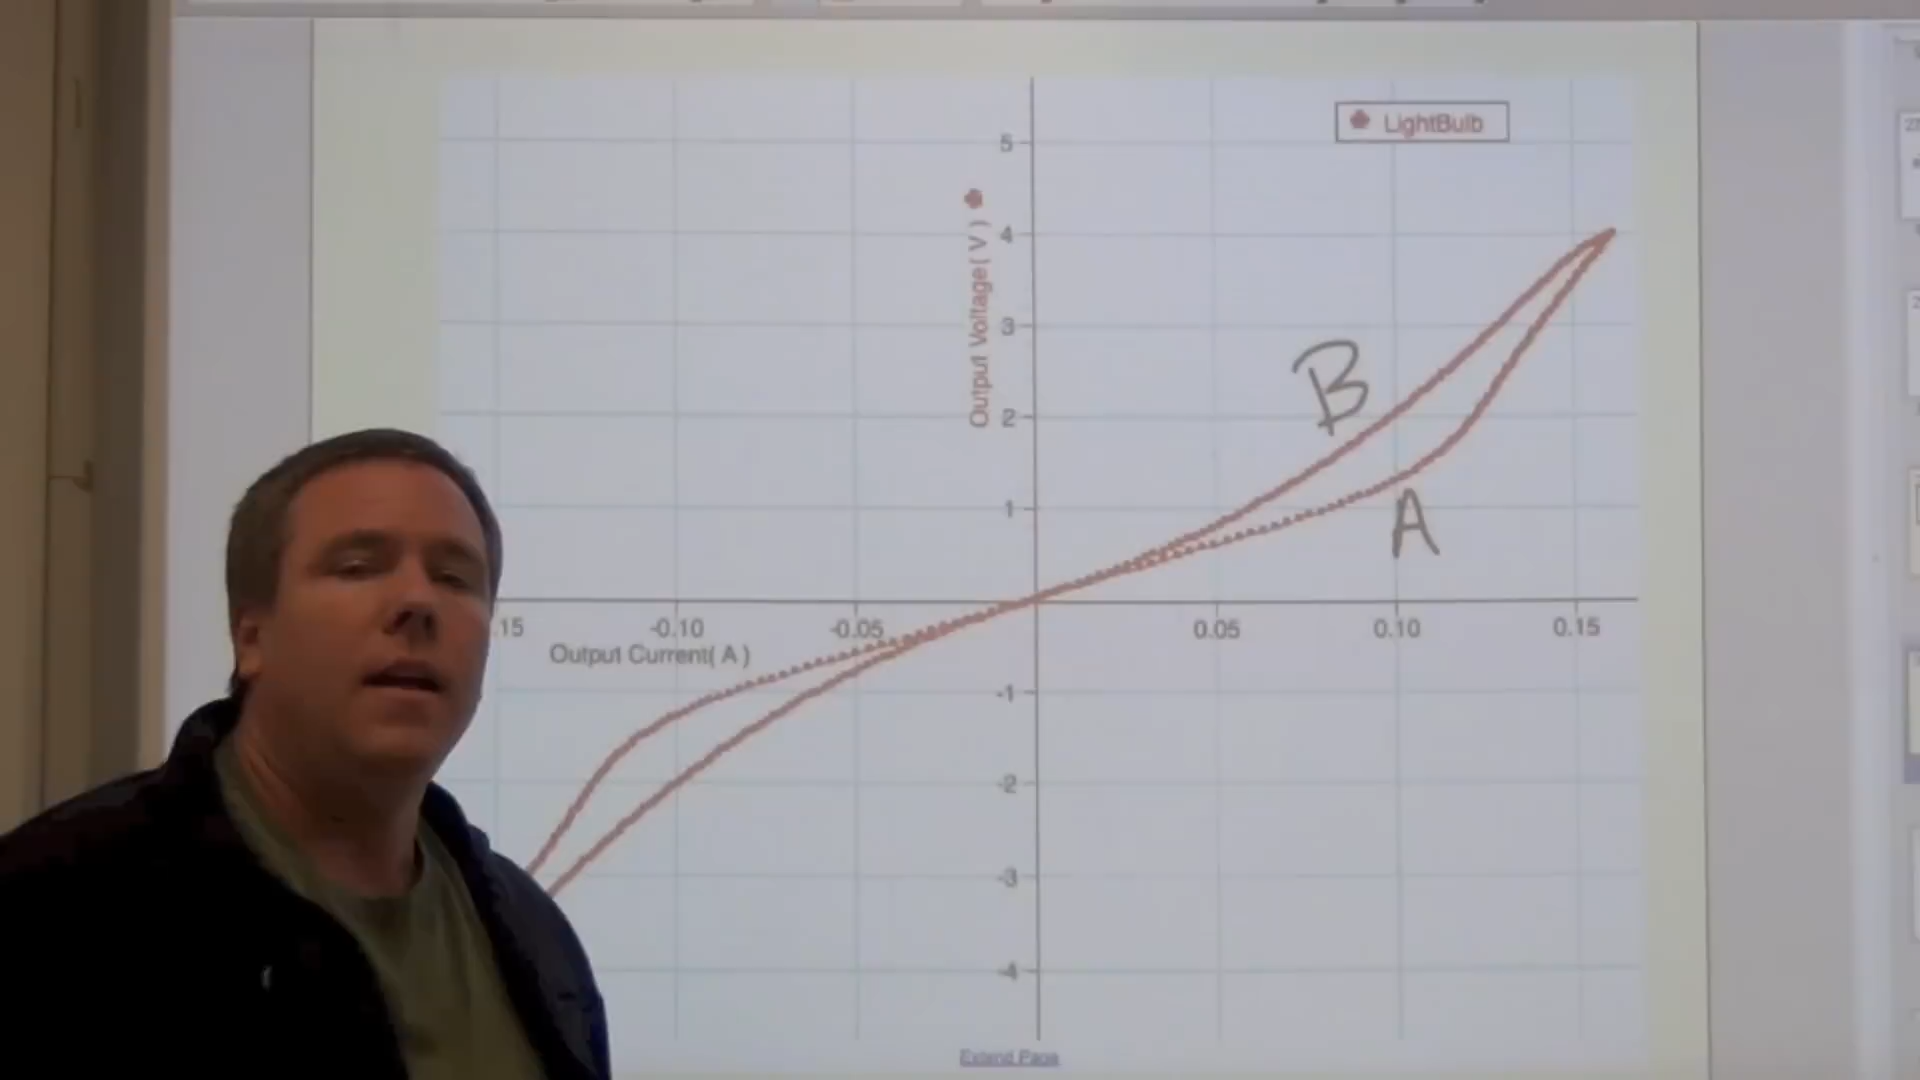 LightBulb
5
Output Voltage( V )
4
3
B
2
1
A
.15
-0.10
-0.05
0.05
0.10
0.15
Output Current( A )
-1
-2
-3
-4
Extend Page